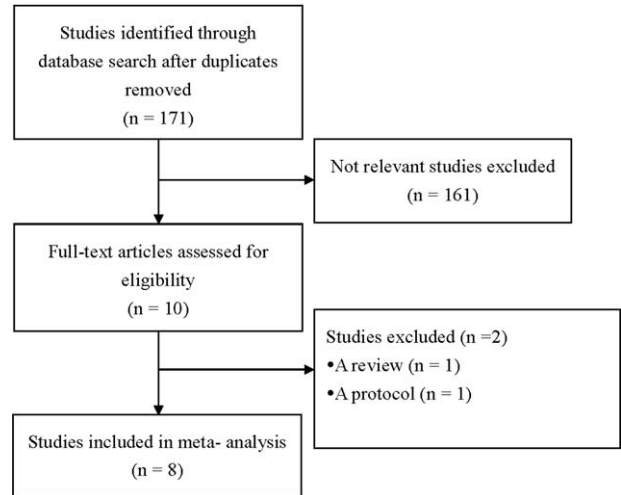 Studies identified through
database search after duplicates
removed
(n = 171)
Not relevant studies excluded
(n = 161)
Full-text articles assessed for
eligibility
(n = 10)
Studies excluded (n =2)
•A review (n = 1)
•A protocol (n = 1)
Studies included in meta- analysis
(n = 8)